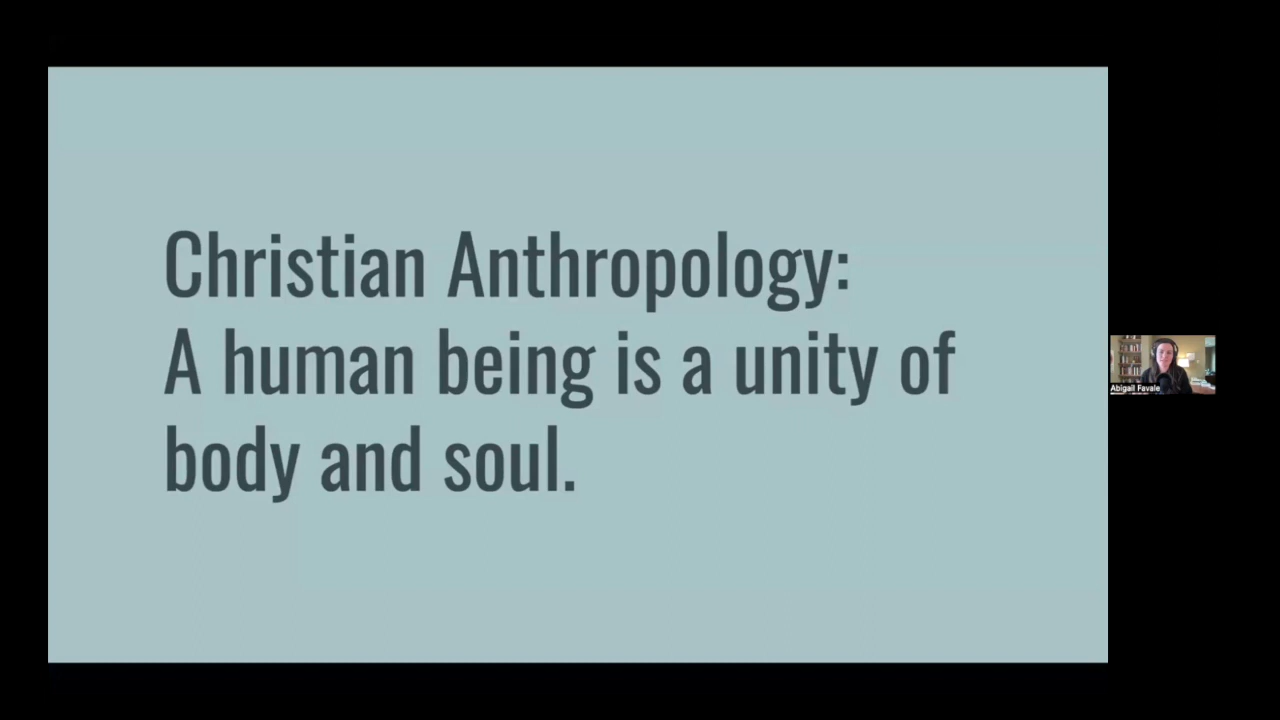 Christian Anthropology:
A human being is a unity of
body and soul.
Abigail Favale